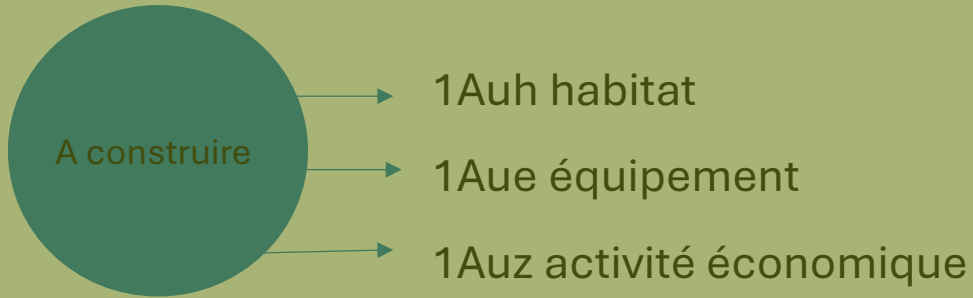 A construire
1Auh habitat
1Aue équipement
1Auz activité économique